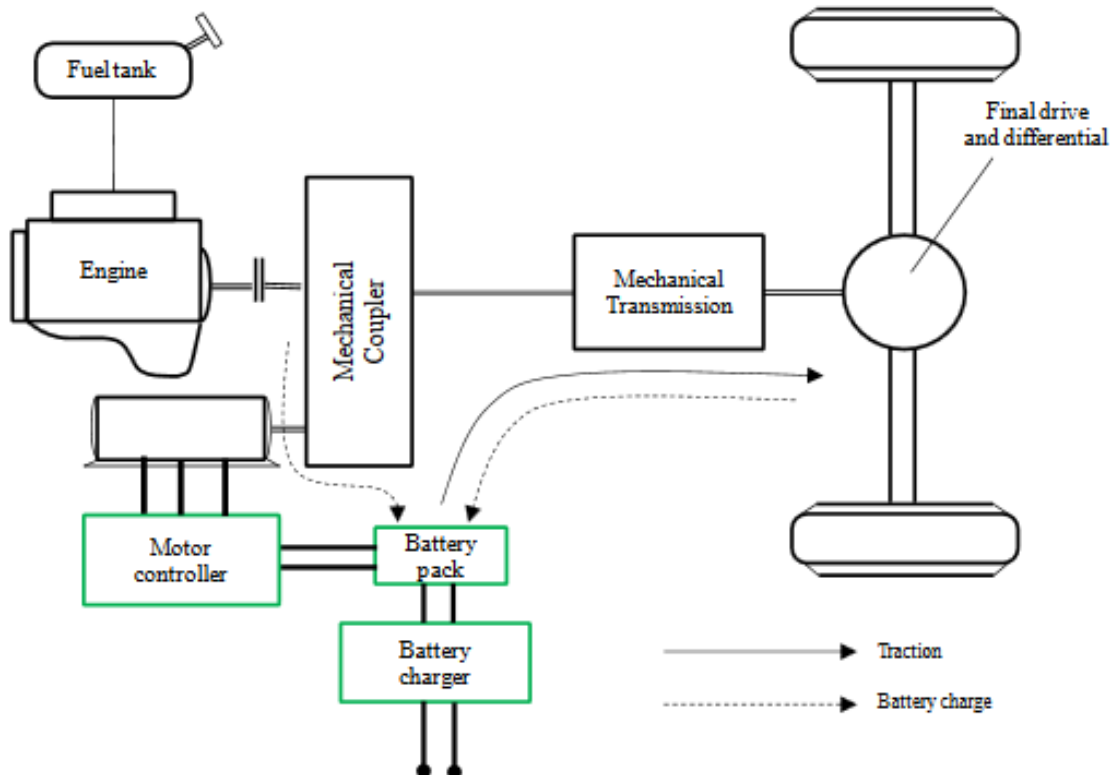 Fuel tank
Final drive
and differential
Engine
Mechanical
Coupler
Mechanical
Transmission
Motor
controller
Battery
pack
Battery
charger
Traction
Battery charge